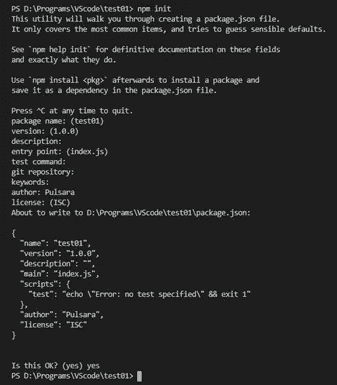 PS D:\Programs\VScode\test01> npm init
This utility will walk you through creating a package.json file.
It only covers the most common items, and tries to guess sensible defaults.

See `npm help init` for definitive documentation on these fields
and exactly what they do.

Use `npm install <pkg>` afterwards to install a package and
save it as a dependency in the package.json file.

Press ^C at any time to quit.
package name: (test01)
version: (1.0.0)
description:
entry point: (index.js)
test command:
git repository:
keywords:
author: Pulsara
license: (ISC)
About to write to D:\Programs\VScode\test01\package.json:

{
  "name": "test01",
  "version": "1.0.0",
  "description": "",
  "main": "index.js",
  "scripts": {
    "test": "echo \"Error: no test specified\" && exit 1"
  },
  "author": "Pulsara",
  "license": "ISC"
}

Is this OK? (yes) yes
PS D:\Programs\VScode\test01>